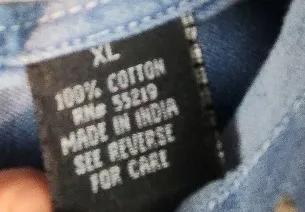 XL
100% COTTON
RN# 55219
MADE IN INDIA
SEE REVERSE
FOR CARE